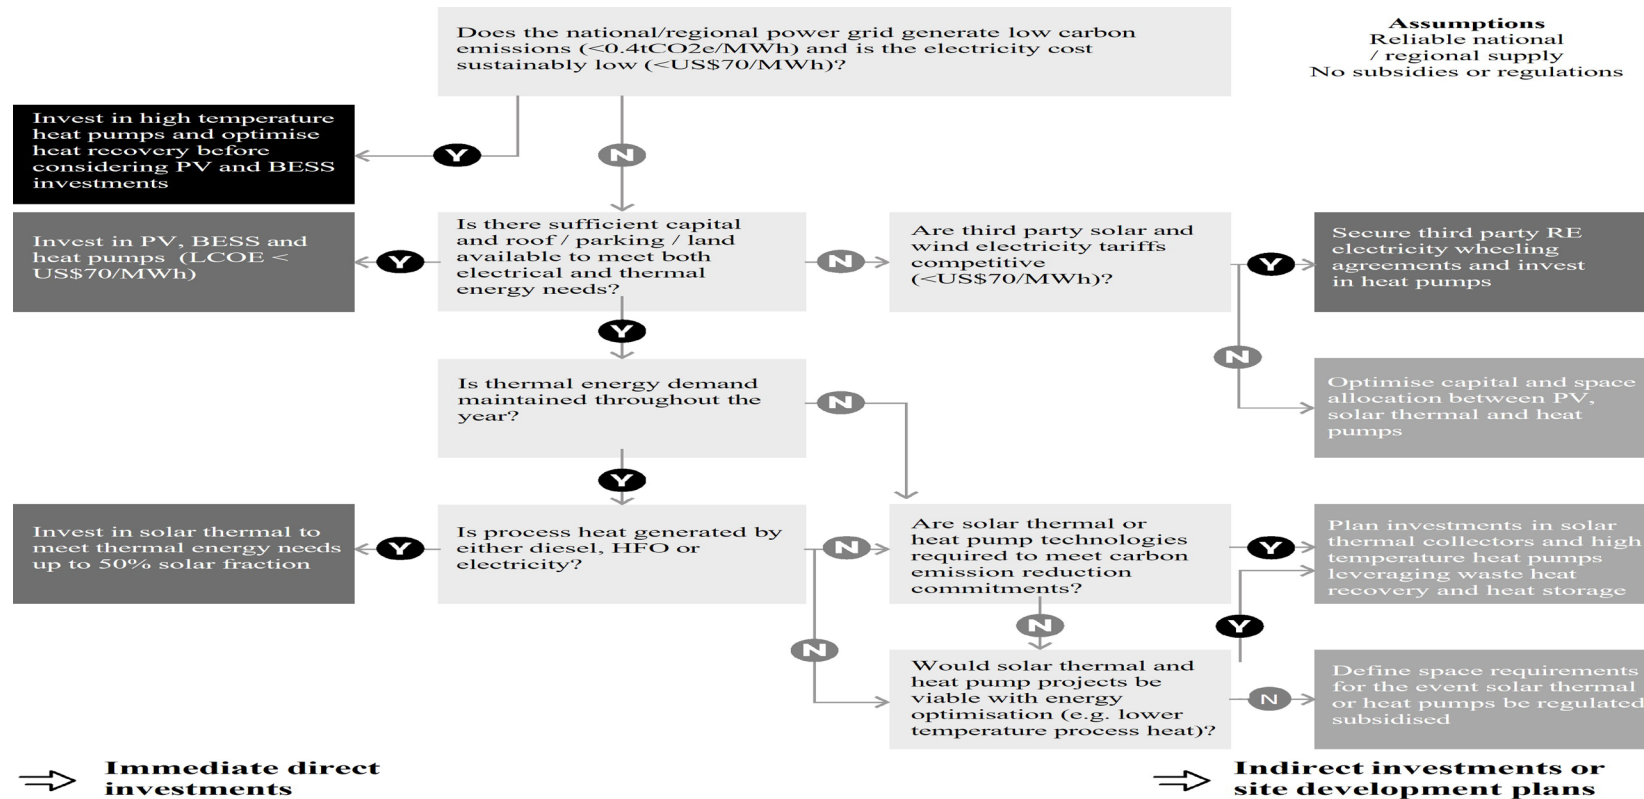 Does the national/regional power grid generate low carbon
emissions (<0.4tCO2e/MWh) and is the electricity cost
sustainably low (<US$70/MWh)?
Assumptions
Reliable national
/ regional supply
No subsidies or regulations
Invest in high temperature
heat pumps and optimise
heat recovery before
considering PV and BESS
investments
Y
N
Invest in PV, BESS and
heat pumps (LCOE <
US$70/MWh)
Y
Is there sufficient capital
and roof / parking / land
available to meet both
electrical and thermal
energy needs?
N
Are third party solar and
wind electricity tariffs
competitive
(<US$70/MWh)?
Y
Secure third party RE
electricity wheeling
agreements and invest
in heat pumps
Y
N
Optimise capital and space
allocation between PV,
solar thermal and heat
pumps
Is thermal energy demand
maintained throughout the
year?
N
Y
Invest in solar thermal to
meet thermal energy needs
up to 50% solar fraction
Y
Is process heat generated by
either diesel, HFO or
electricity?
N
Are solar thermal or
heat pump technologies
required to meet carbon
emission reduction
commitments?
Y
Plan investments in solar
thermal collectors and high
temperature heat pumps
leveraging waste heat
recovery and heat storage
N
N
Y
Would solar thermal and
heat pump projects be
viable with energy
optimisation (e.g. lower
temperature process heat)?
N
Define space requirements
for the event solar thermal
or heat pumps be regulated
subsidised
Immediate direct
investments
Indirect investments or
site development plans